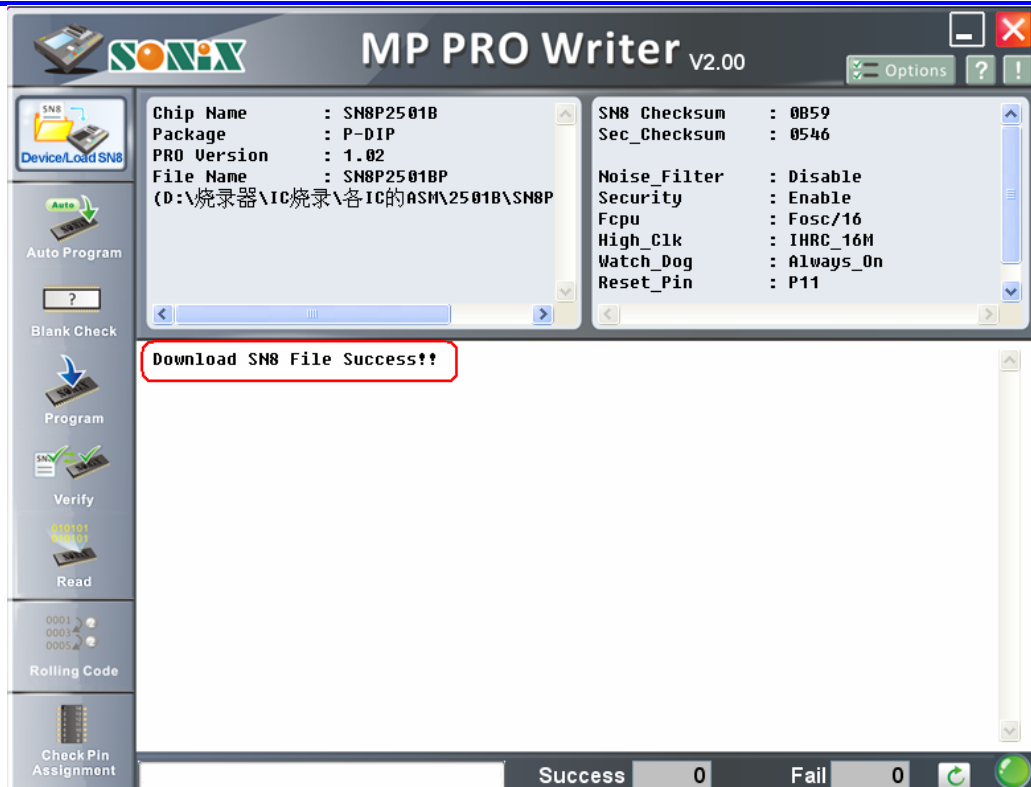 SONiX MP PRO Writer V2.00
Options ? !
SN8
Device/Load SN8
Chip Name : SN8P2501B
Package : P-DIP
PRO Version : 1.02
File Name : SN8P2501BP
(D:\烧录器\IC烧录\各IC的ASM\2501B\SN8P
SN8 Checksum : 0B59
Sec_Checksum : 0546
Noise_Filter : Disable
Security : Enable
Fcpu : Fosc/16
High_Clk : IHRC_16M
Watch_Dog : Always_On
Reset_Pin : P11
Auto
Auto Program
?
Blank Check
Program
SN8
Verify
010101
010101
Read
0001
0003
0005
Rolling Code
Check Pin
Assignment
Download SN8 File Success!!
Success 0 Fail 0